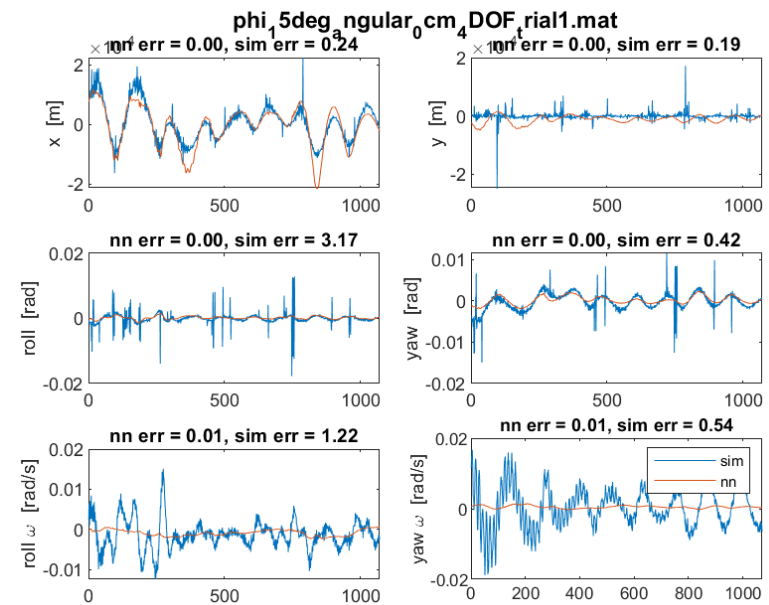 phi_15deg_angular_0cm_4DOF_trial1.mat
×10⁻⁴ nn err = 0.00, sim err = 0.24
×10⁻⁴ nn err = 0.00, sim err = 0.19
x [m]
2
0
-2
0
500
1000
y [m]
2
0
-2
0
500
1000
nn err = 0.00, sim err = 3.17
nn err = 0.00, sim err = 0.42
roll [rad]
0.02
0
-0.02
0
500
1000
yaw [rad]
0.01
0
-0.01
-0.02
0
500
1000
nn err = 0.01, sim err = 1.22
nn err = 0.01, sim err = 0.54
roll ω [rad/s]
0.02
0.01
0
-0.01
0
500
1000
yaw ω [rad/s]
0.02
0
-0.02
0
200
400
600
800
1000
sim
nn